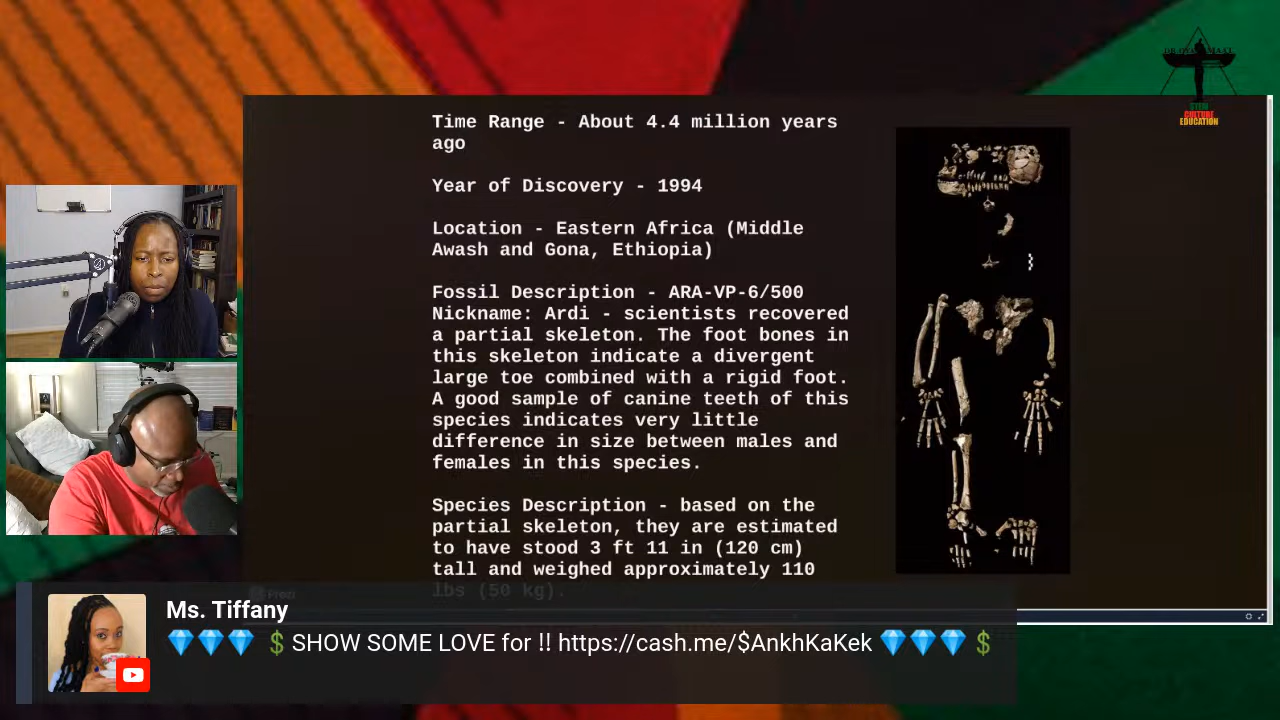 Time Range - About 4.4 million years
ago
Year of Discovery - 1994
Location - Eastern Africa (Middle
Awash and Gona, Ethiopia)
Fossil Description - ARA-VP-6/500
Nickname: Ardi - scientists recovered
a partial skeleton. The foot bones in
this skeleton indicate a divergent
large toe combined with a rigid foot.
A good sample of canine teeth of this
species indicates very little
difference in size between males and
females in this species.
Species Description - based on the
partial skeleton, they are estimated
to have stood 3 ft 11 in (120 cm)
tall and weighed approximately 110
lbs (50 kg).
Prezi
Ms. Tiffany
💎💎💎 💲SHOW SOME LOVE for !! https://cash.me/$AnkhKaKek 💎💎💎 💲
STEM
CULTURE
EDUCATION